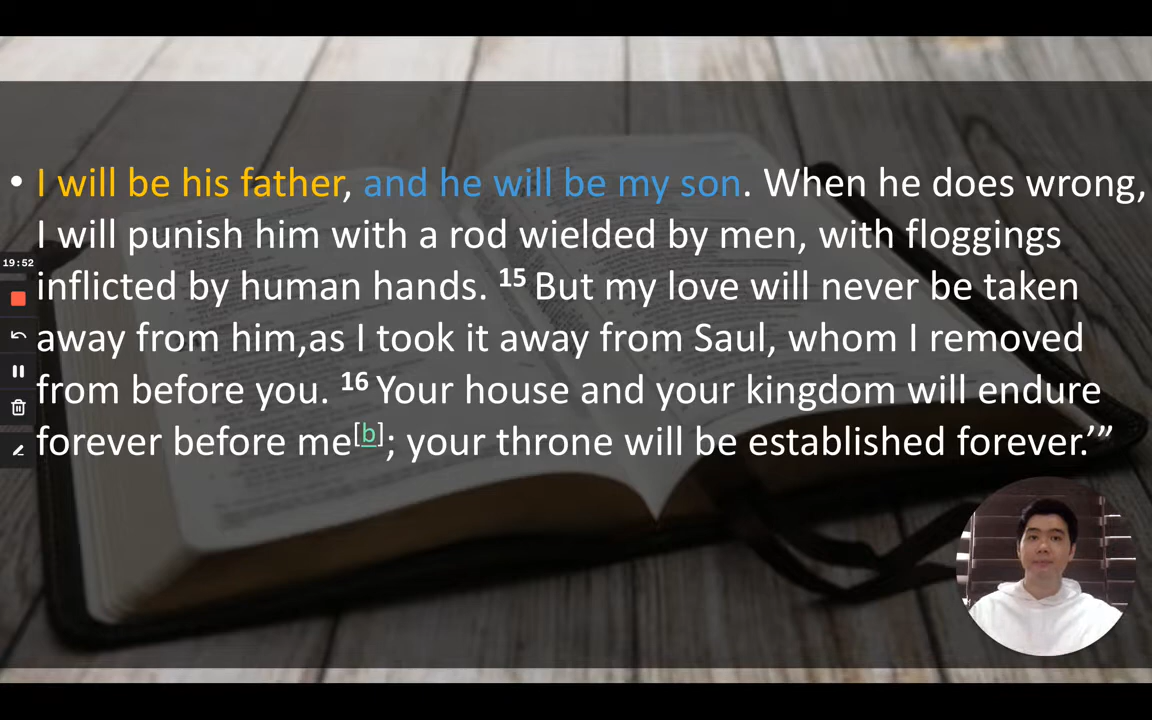 • I will be his father, and he will be my son. When he does wrong,
I will punish him with a rod wielded by men, with floggings
19:52
inflicted by human hands. 15 But my love will never be taken
away from him,as I took it away from Saul, whom I removed
from before you. 16 Your house and your kingdom will endure
forever before me[b]; your throne will be established forever.’”